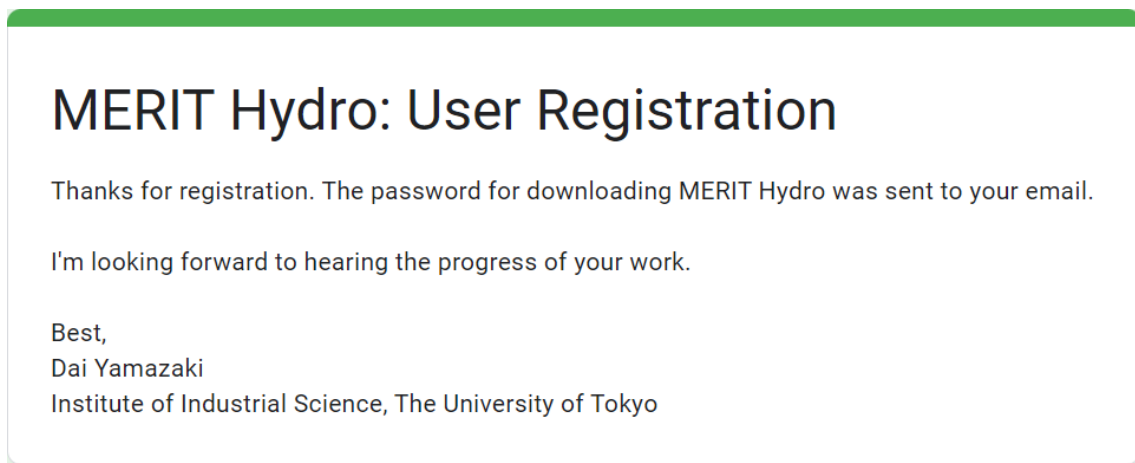 MERIT Hydro: User Registration
Thanks for registration. The password for downloading MERIT Hydro was sent to your email.
I'm looking forward to hearing the progress of your work.
Best,
Dai Yamazaki
Institute of Industrial Science, The University of Tokyo